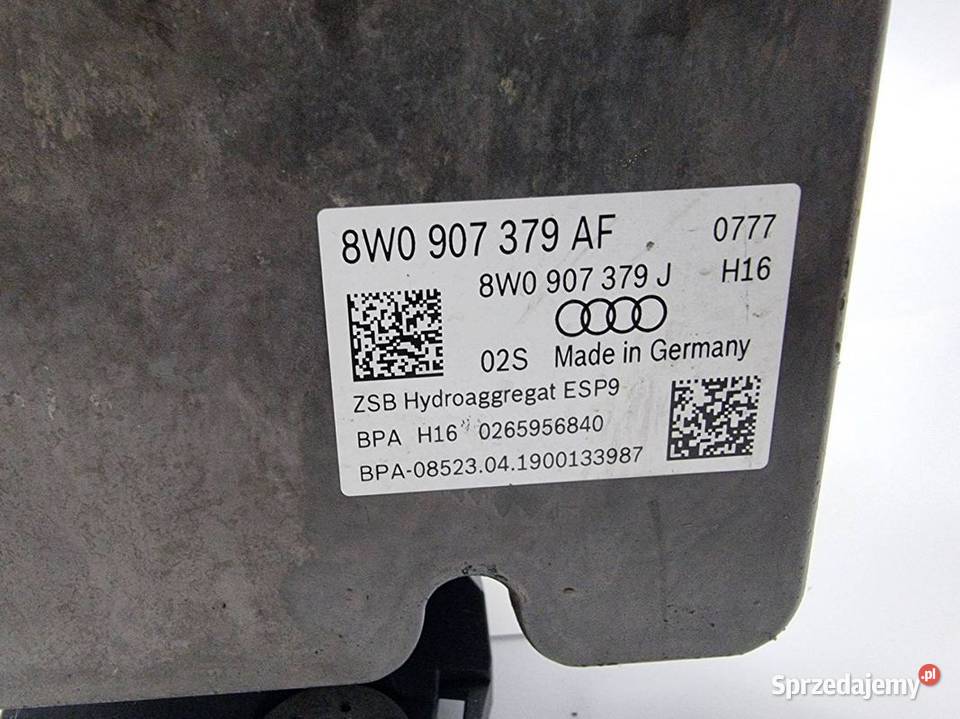 8W0 907 379 AF 0777
8W0 907 379 J H16
02S Made in Germany
ZSB Hydroaggregat ESP9
BPA H16 0265956840
BPA-08523.04.1900133987
Sprzedajemy.pl